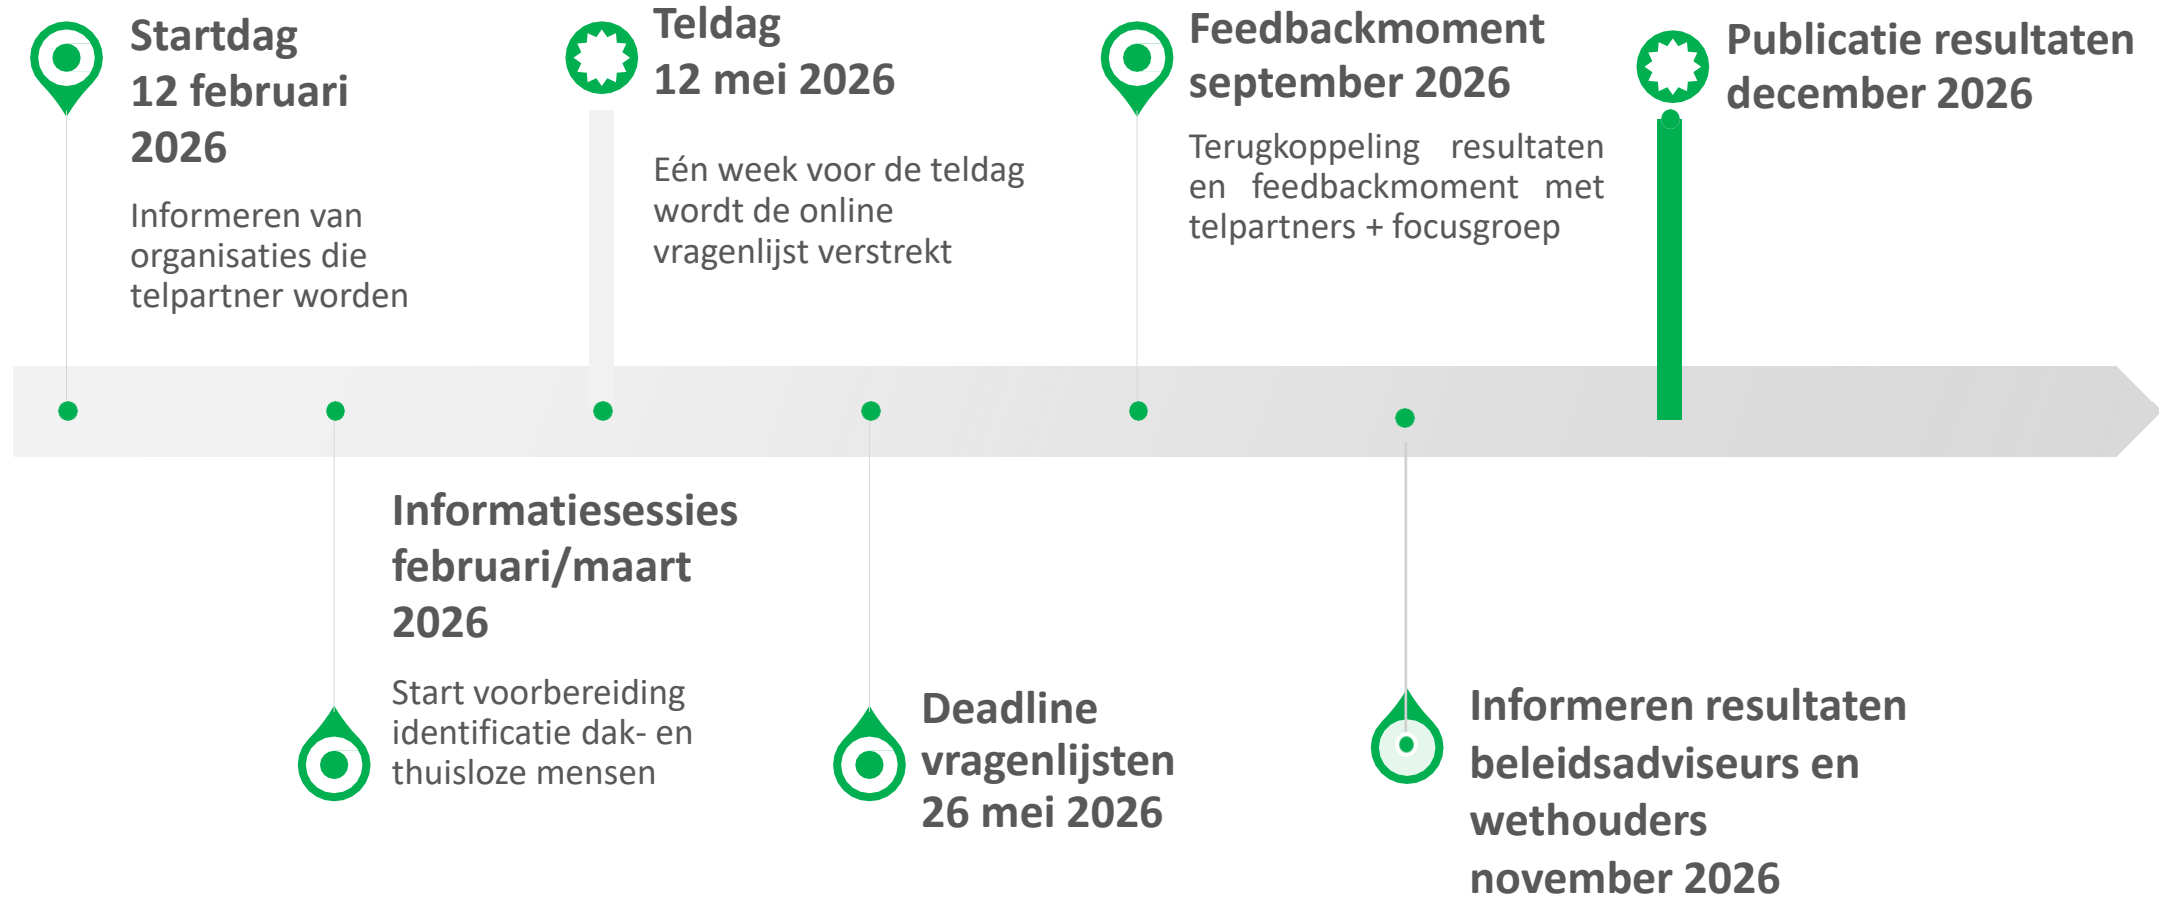 Startdag
12 februari
2026
Informeren van
organisaties die
telpartner worden
Teldag
12 mei 2026
Eén week voor de teldag
wordt de online
vragenlijst verstrekt
Feedbackmoment
september 2026
Terugkoppeling resultaten
en feedbackmoment met
telpartners + focusgroep
Publicatie resultaten
december 2026
Informatiesessies
februari/maart
2026
Start voorbereiding
identificatie dak- en
thuisloze mensen
Deadline
vragenlijsten
26 mei 2026
Informeren resultaten
beleidsadviseurs en
wethouders
november 2026